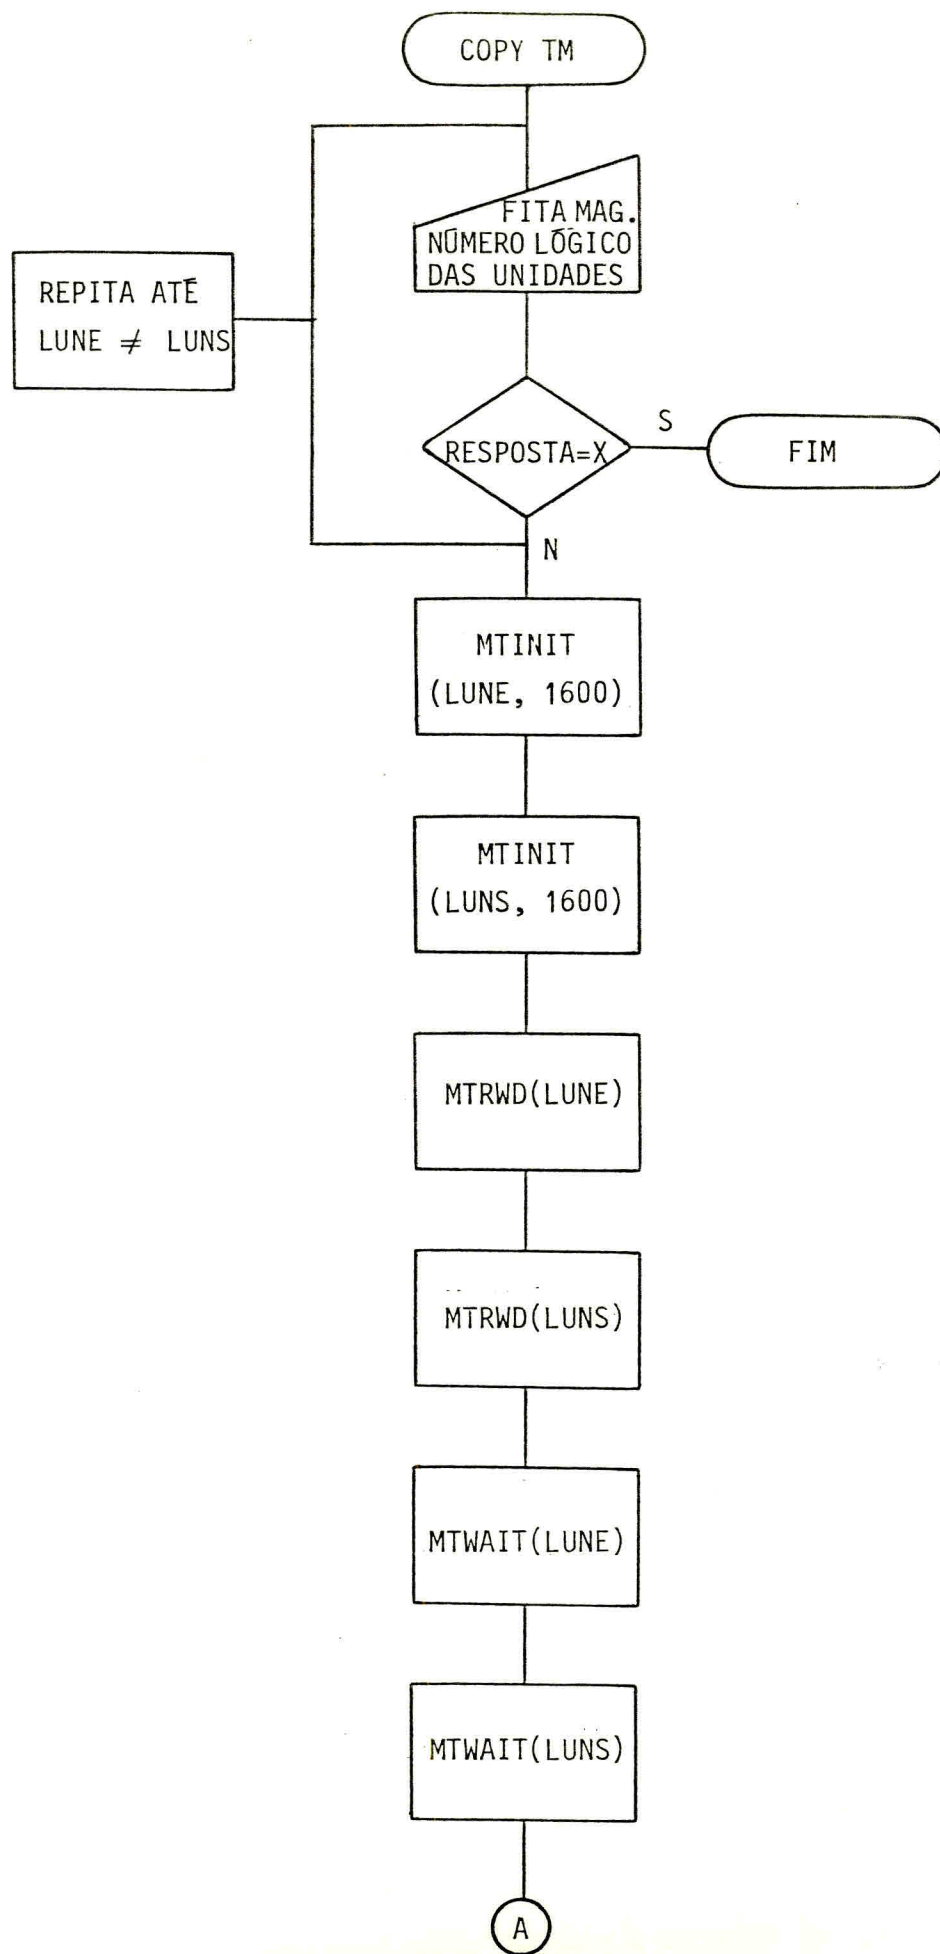 COPY TM
FITA MAG.
NÚMERO LÓGICO
DAS UNIDADES
REPITA ATÉ
LUNE ≠ LUNS
RESPOSTA=X
S
FIM
N
MTINIT
(LUNE, 1600)
MTINIT
(LUNS, 1600)
MTRWD(LUNE)
MTRWD(LUNS)
MTWAIT(LUNE)
MTWAIT(LUNS)
A